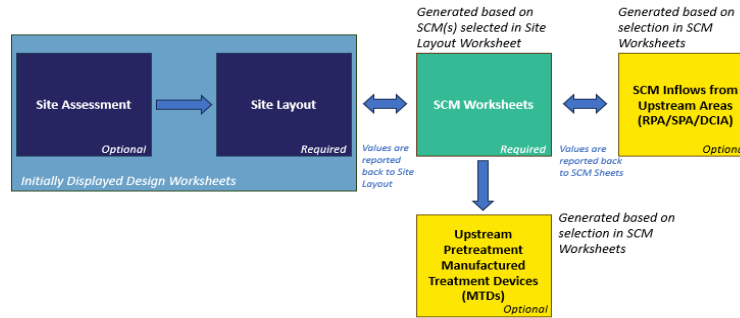 Generated based on
SCM(s) selected in Site
Layout Worksheet
Generated based on
selection in SCM
Worksheets
Site Assessment
Optional
Site Layout
Required
Initially Displayed Design Worksheets
Values are
reported
back to Site
Layout
SCM Worksheets
Required
Values are
reported back
to SCM Sheets
SCM Inflows from
Upstream Areas
(RPA/SPA/DCIA)
Optional
Upstream
Pretreatment
Manufactured
Treatment Devices
(MTDs)
Optional
Generated based on
selection in SCM
Worksheets